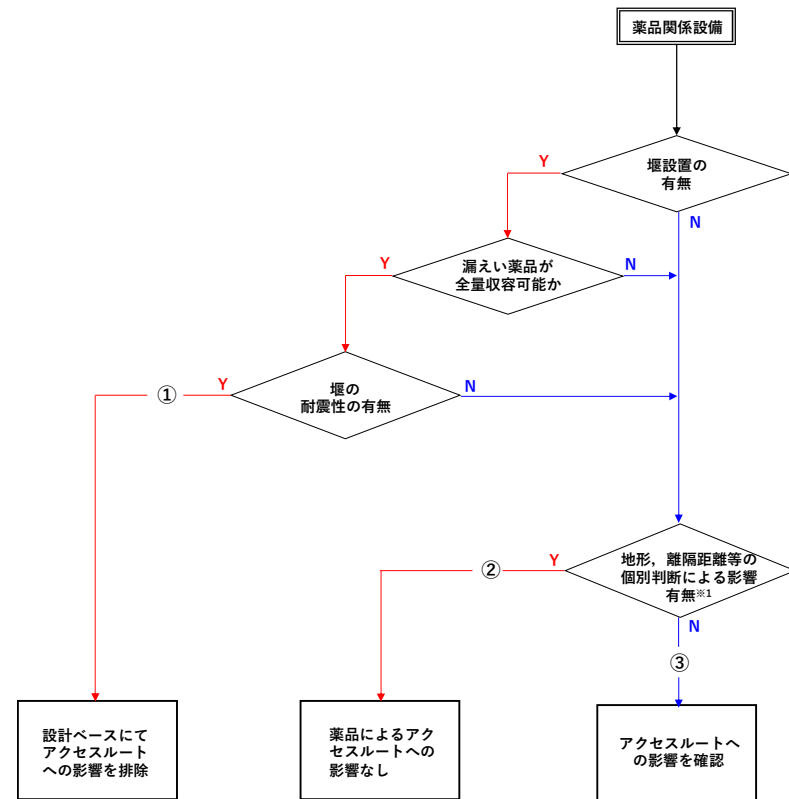 薬品関係設備
Y
堰設置の
有無
N
Y
漏えい薬品が
全量収容可能か
N
①
Y
堰の
耐震性の有無
N
②
Y
地形，離隔距離等の
個別判断による影響
有無※1
N
③
設計ベースにて
アクセスルート
への影響を排除
薬品によるアク
セスルートへの
影響なし
アクセスルートへ
の影響を確認